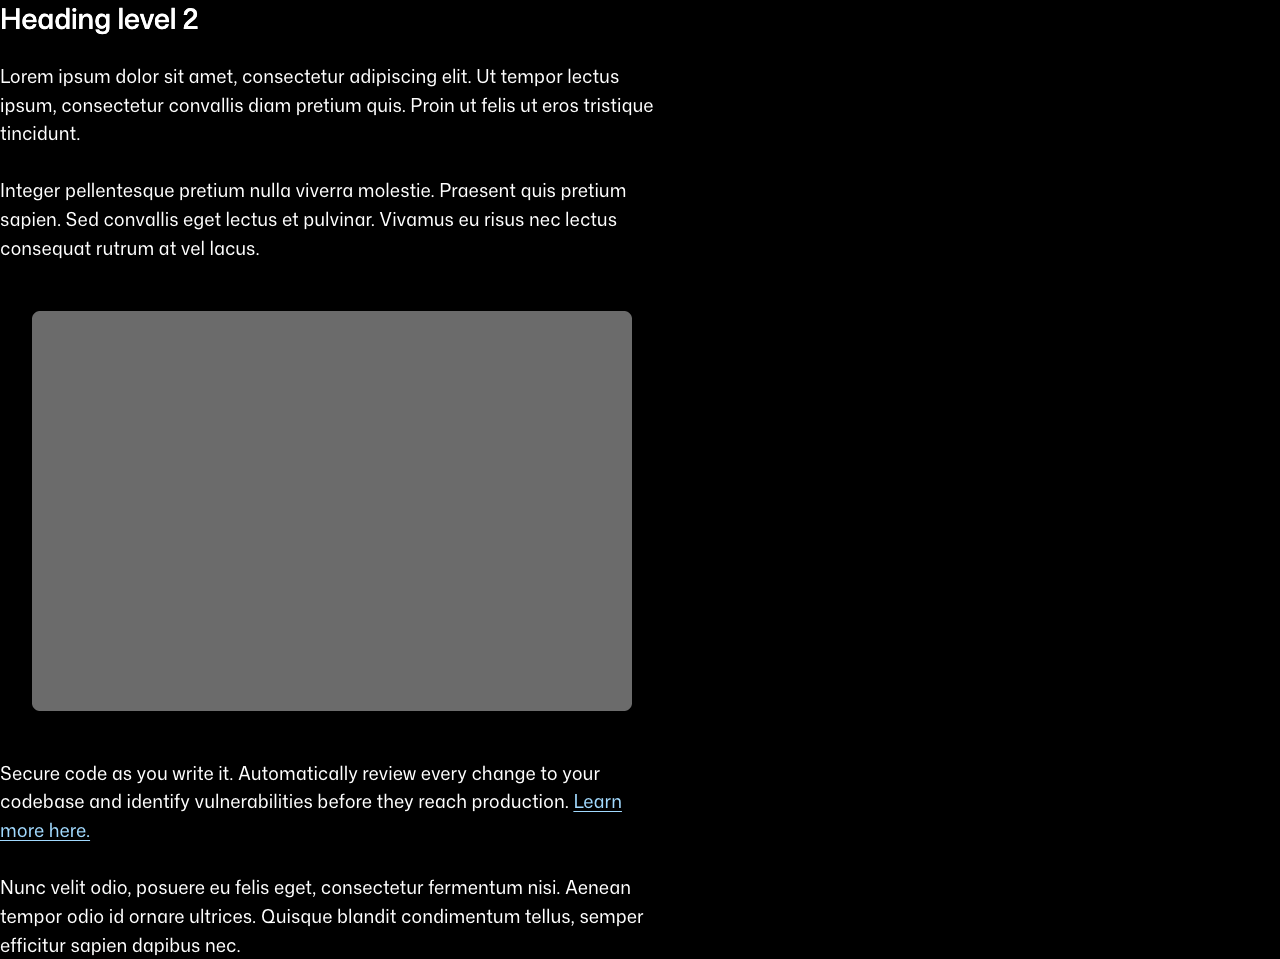 Heading level 2
Lorem ipsum dolor sit amet, consectetur adipiscing elit. Ut tempor lectus
ipsum, consectetur convallis diam pretium quis. Proin ut felis ut eros tristique
tincidunt.
Integer pellentesque pretium nulla viverra molestie. Praesent quis pretium
sapien. Sed convallis eget lectus et pulvinar. Vivamus eu risus nec lectus
consequat rutrum at vel lacus.
Secure code as you write it. Automatically review every change to your
codebase and identify vulnerabilities before they reach production. Learn
more here.
Nunc velit odio, posuere eu felis eget, consectetur fermentum nisi. Aenean
tempor odio id ornare ultrices. Quisque blandit condimentum tellus, semper
efficitur sapien dapibus nec.